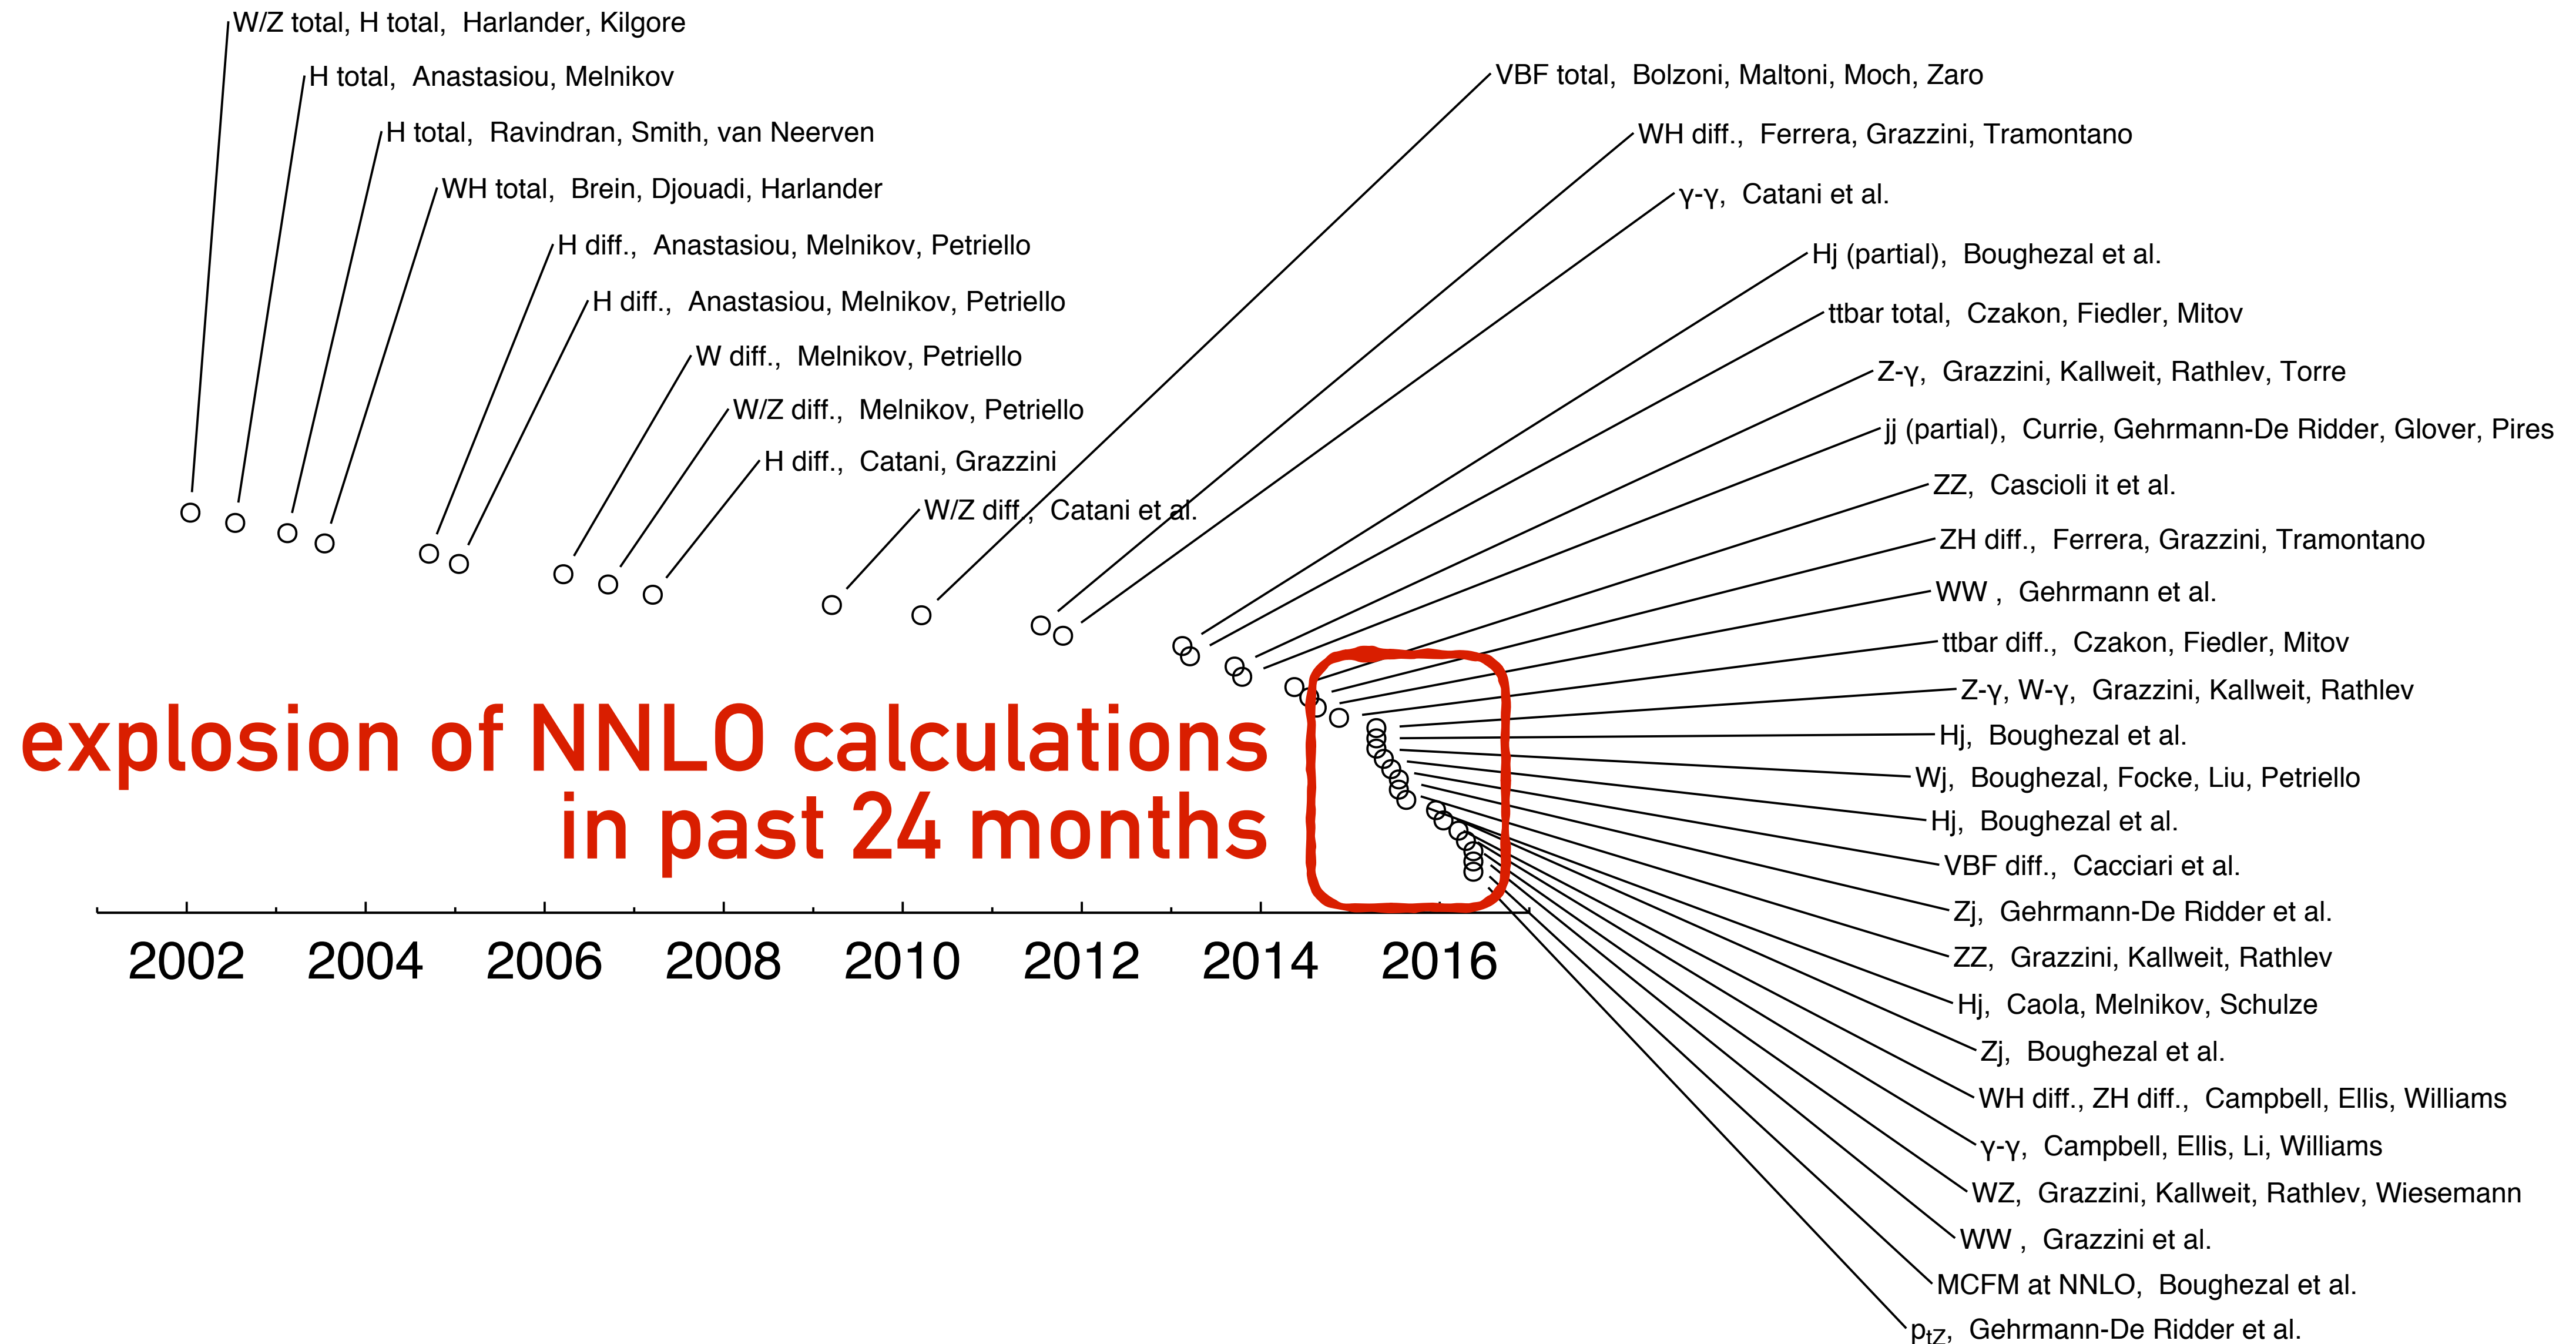 W/Z total, H total, Harlander, Kilgore
H total, Anastasiou, Melnikov
H total, Ravindran, Smith, van Neerven
WH total, Brein, Djouadi, Harlander
H diff., Anastasiou, Melnikov, Petriello
H diff., Anastasiou, Melnikov, Petriello
W diff., Melnikov, Petriello
W/Z diff., Melnikov, Petriello
H diff., Catani, Grazzini
W/Z diff., Catani et al.
VBF total, Bolzoni, Maltoni, Moch, Zaro
WH diff., Ferrera, Grazzini, Tramontano
γ-γ, Catani et al.
Hj (partial), Boughezal et al.
ttbar total, Czakon, Fiedler, Mitov
Z-γ, Grazzini, Kallweit, Rathlev, Torre
jj (partial), Currie, Gehrmann-De Ridder, Glover, Pires
ZZ, Cascioli it et al.
ZH diff., Ferrera, Grazzini, Tramontano
WW , Gehrmann et al.
ttbar diff., Czakon, Fiedler, Mitov
Z-γ, W-γ, Grazzini, Kallweit, Rathlev
Hj, Boughezal et al.
Wj, Boughezal, Focke, Liu, Petriello
Hj, Boughezal et al.
VBF diff., Cacciari et al.
Zj, Gehrmann-De Ridder et al.
ZZ, Grazzini, Kallweit, Rathlev
Hj, Caola, Melnikov, Schulze
Zj, Boughezal et al.
WH diff., ZH diff., Campbell, Ellis, Williams
γ-γ, Campbell, Ellis, Li, Williams
WZ, Grazzini, Kallweit, Rathlev, Wiesemann
WW , Grazzini et al.
MCFM at NNLO, Boughezal et al.
ptZ, Gehrmann-De Ridder et al.
explosion of NNLO calculations
in past 24 months
2002 2004 2006 2008 2010 2012 2014 2016